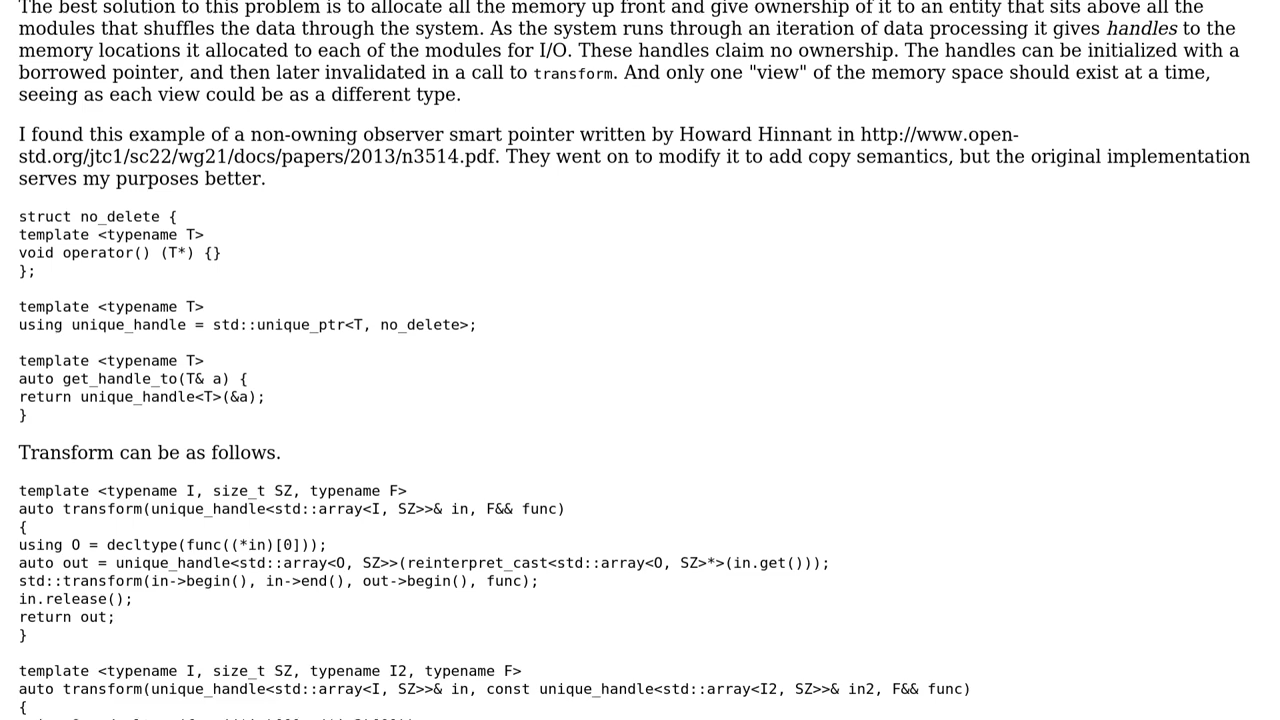 The best solution to this problem is to allocate all the memory up front and give ownership of it to an entity that sits above all the
modules that shuffles the data through the system. As the system runs through an iteration of data processing it gives handles to the
memory locations it allocated to each of the modules for I/O. These handles claim no ownership. The handles can be initialized with a
borrowed pointer, and then later invalidated in a call to transform. And only one "view" of the memory space should exist at a time,
seeing as each view could be as a different type.
I found this example of a non-owning observer smart pointer written by Howard Hinnant in http://www.open-
std.org/jtc1/sc22/wg21/docs/papers/2013/n3514.pdf. They went on to modify it to add copy semantics, but the original implementation
serves my purposes better.
struct no_delete {
template <typename T>
void operator() (T*) {}
};
template <typename T>
using unique_handle = std::unique_ptr<T, no_delete>;
template <typename T>
auto get_handle_to(T& a) {
return unique_handle<T>(&a);
}
Transform can be as follows.
template <typename I, size_t SZ, typename F>
auto transform(unique_handle<std::array<I, SZ>>& in, F&& func)
{
using O = decltype(func((*in)[0]));
auto out = unique_handle<std::array<O, SZ>>(reinterpret_cast<std::array<O, SZ>*>(in.get()));
std::transform(in->begin(), in->end(), out->begin(), func);
in.release();
return out;
}
template <typename I, size_t SZ, typename I2, typename F>
auto transform(unique_handle<std::array<I, SZ>>& in, const unique_handle<std::array<I2, SZ>>& in2, F&& func)
{